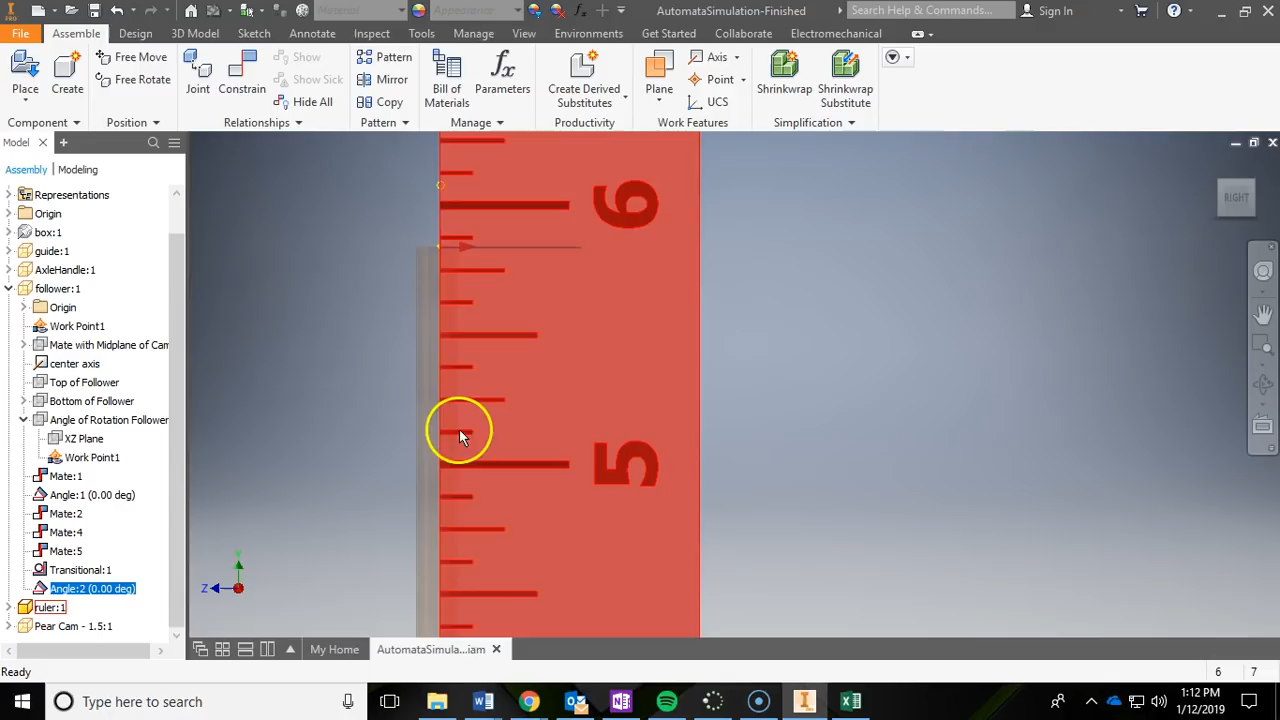 PRO
Material
Appearance
AutomataSimulation-Finished
Search Help & Commands...
Sign In
File
Assemble
Design
3D Model
Sketch
Annotate
Inspect
Tools
Manage
View
Environments
Get Started
Collaborate
Electromechanical
Place
Create
Free Move
Free Rotate
Component
Position
Joint
Constrain
Show
Show Sick
Hide All
Relationships
Pattern
Mirror
Copy
Pattern
Bill of
Materials
fx
Parameters
Manage
Create Derived
Substitutes
Productivity
Plane
Axis
Point
UCS
Work Features
Shrinkwrap
Shrinkwrap
Substitute
Simplification
Model
Assembly
Modeling
Representations
Origin
box:1
guide:1
AxleHandle:1
follower:1
Origin
Work Point1
Mate with Midplane of Cam
center axis
Top of Follower
Bottom of Follower
Angle of Rotation Follower
XZ Plane
Work Point1
Mate:1
Angle:1 (0.00 deg)
Mate:2
Mate:4
Mate:5
Transitional:1
Angle:2 (0.00 deg)
ruler:1
Pear Cam - 1.5:1
6
5
RIGHT
Y
Z
My Home
AutomataSimula...iam
Ready
6
7
Type here to search
1:12 PM
1/12/2019